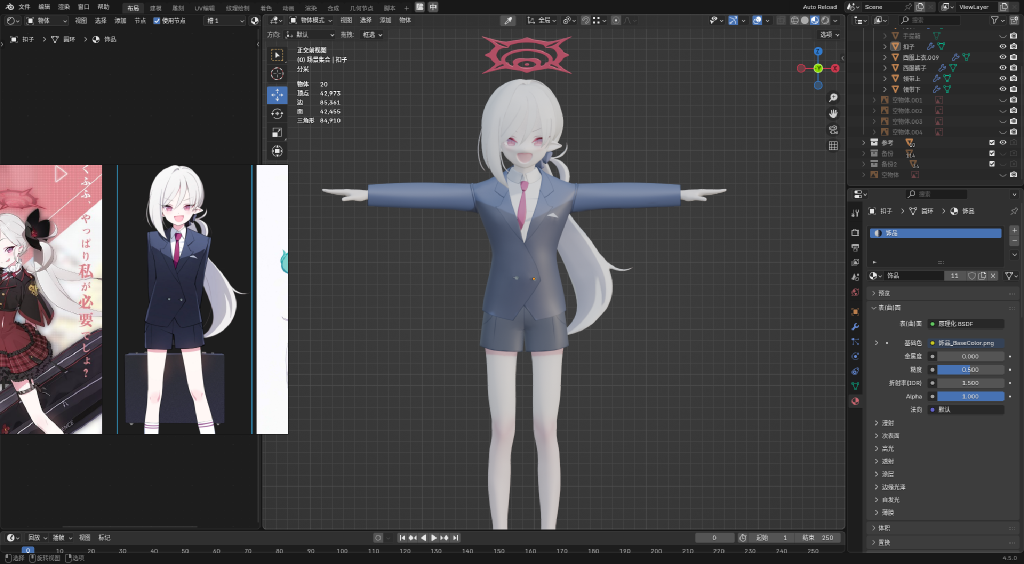 文件 编辑 渲染 窗口 帮助 布局 建模 雕刻 UV编辑 纹理绘制 着色 动画 渲染 合成 几何节点 脚本 + Auto Reload Scene ViewLayer
物体 视图 选择 添加 节点 使用节点 槽 1
物体模式 视图 选择 添加 物体 全局
扣子 圆环 饰品
方向: 默认 拖拽: 框选 选项
正交前视图
(0) 场景集合 | 扣子
分米
物体 20
顶点 42,973
边 85,361
面 42,455
三角形 84,910
くふふ、やっぱり私が必要でしょ？
手提箱
扣子
西服上衣.009
西服裤子
领带上
领带下
空物体.001
空物体.002
空物体.003
空物体.004
参考
备份
备份2
空物体
搜索
扣子 圆环 饰品
饰品
饰品 11
预览
表(曲)面
表(曲)面 原理化 BSDF
基础色 饰品_BaseColor.png
金属度 0.000
糙度 0.500
折射率(IOR) 1.500
Alpha 1.000
法向 默认
漫射
次表面
高光
透射
涂层
边缘光泽
自发光
薄膜
体积
置换
回放 抠像 视图 标记 0 起始 1 结束 250
0 10 20 30 40 50 60 70 80 90 100 110 120 130 140 150 160 170 180 190 200 210 220 230 240 250
选择 旋转视图 选项 4.5.0